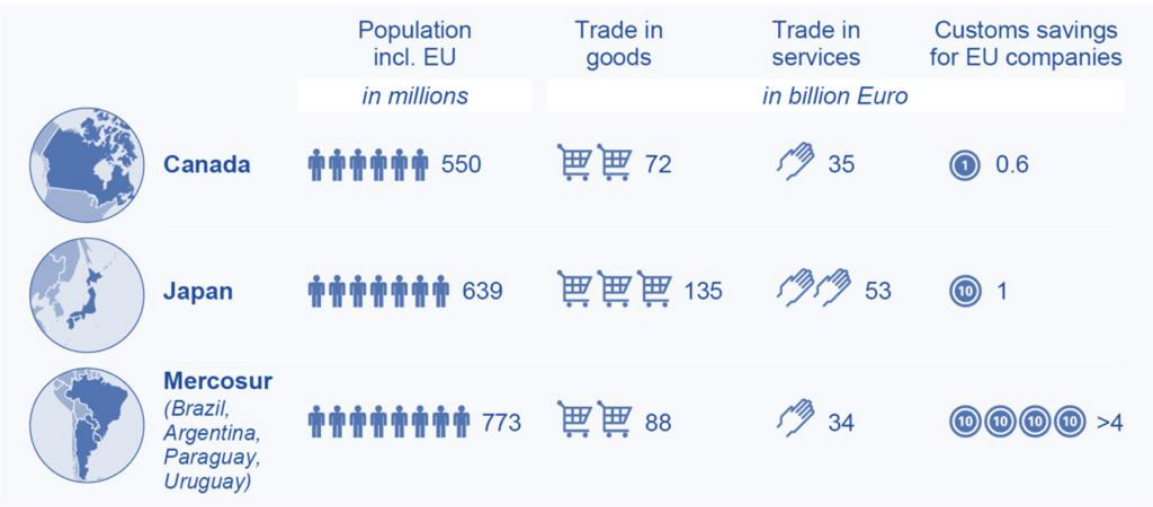 Population
incl. EU
Trade in
goods
Trade in
services
Customs savings
for EU companies
in millions
in billion Euro
Canada
550
72
35
1
0.6
Japan
639
135
53
10
1
Mercosur
(Brazil,
Argentina,
Paraguay,
Uruguay)
773
88
34
10 10 10 10 >4